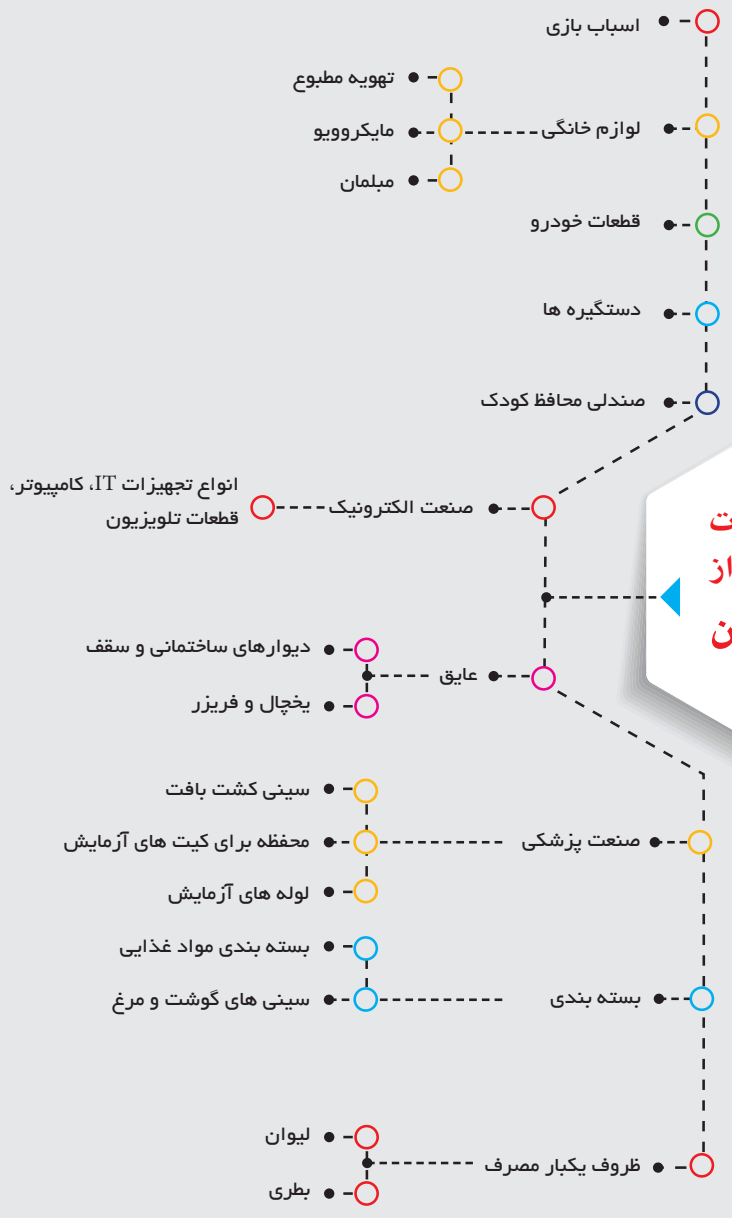 اسباب بازی
لوازم خانگی
تهویه مطبوع
مایکروویو
مبلمان
قطعات خودرو
دستگیره ها
صندلی محافظ کودک
صنعت الکترونیک
انواع تجهیزات IT، کامپیوتر،
قطعات تلویزیون
عایق
دیوارهای ساختمانی و سقف
یخچال و فریزر
صنعت پزشکی
سینی کشت بافت
محفظه برای کیت های آزمایش
لوله های آزمایش
بسته بندی
بسته بندی مواد غذایی
سینی های گوشت و مرغ
ظروف یکبار مصرف
لیوان
بطری